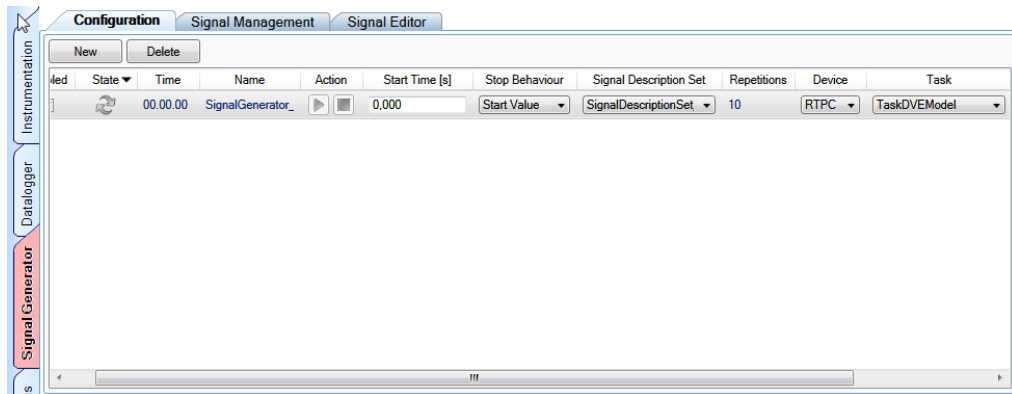 Configuration Signal Management Signal Editor
New Delete
led State Time Name Action Start Time [s] Stop Behaviour Signal Description Set Repetitions Device Task
00.00.00 SignalGenerator_ 0,000 Start Value SignalDescriptionSet 10 RTPC TaskDVEModel
Instrumentation
Datalogger
Signal Generator
s